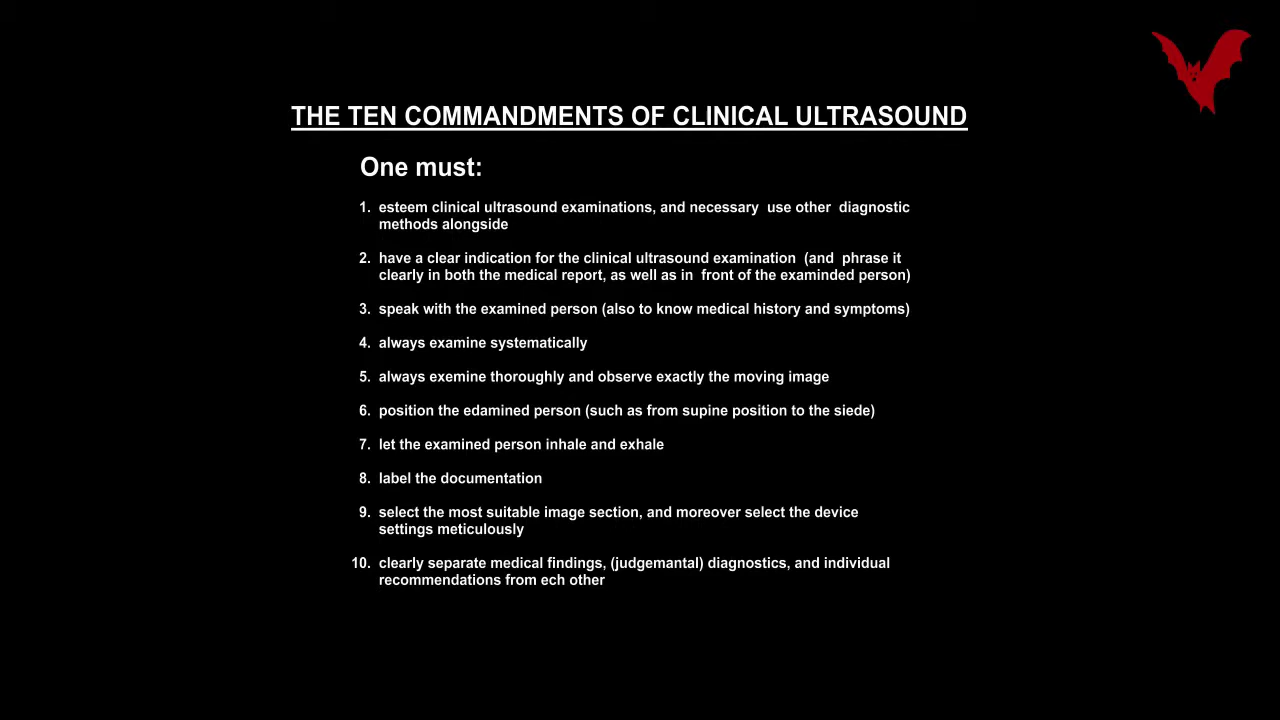 THE TEN COMMANDMENTS OF CLINICAL ULTRASOUND
One must:
1. esteem clinical ultrasound examinations, and necessary  use other  diagnostic
methods alongside
2. have a clear indication for the clinical ultrasound examination  (and  phrase it
clearly in both the medical report, as well as in  front of the examinded person)
3. speak with the examined person (also to know medical history and symptoms)
4. always examine systematically
5. always exemine thoroughly and observe exactly the moving image
6. position the edamined person (such as from supine position to the siede)
7. let the examined person inhale and exhale
8. label the documentation
9. select the most suitable image section, and moreover select the device
settings meticulously
10. clearly separate medical findings, (judgemantal) diagnostics, and individual
recommendations from ech other